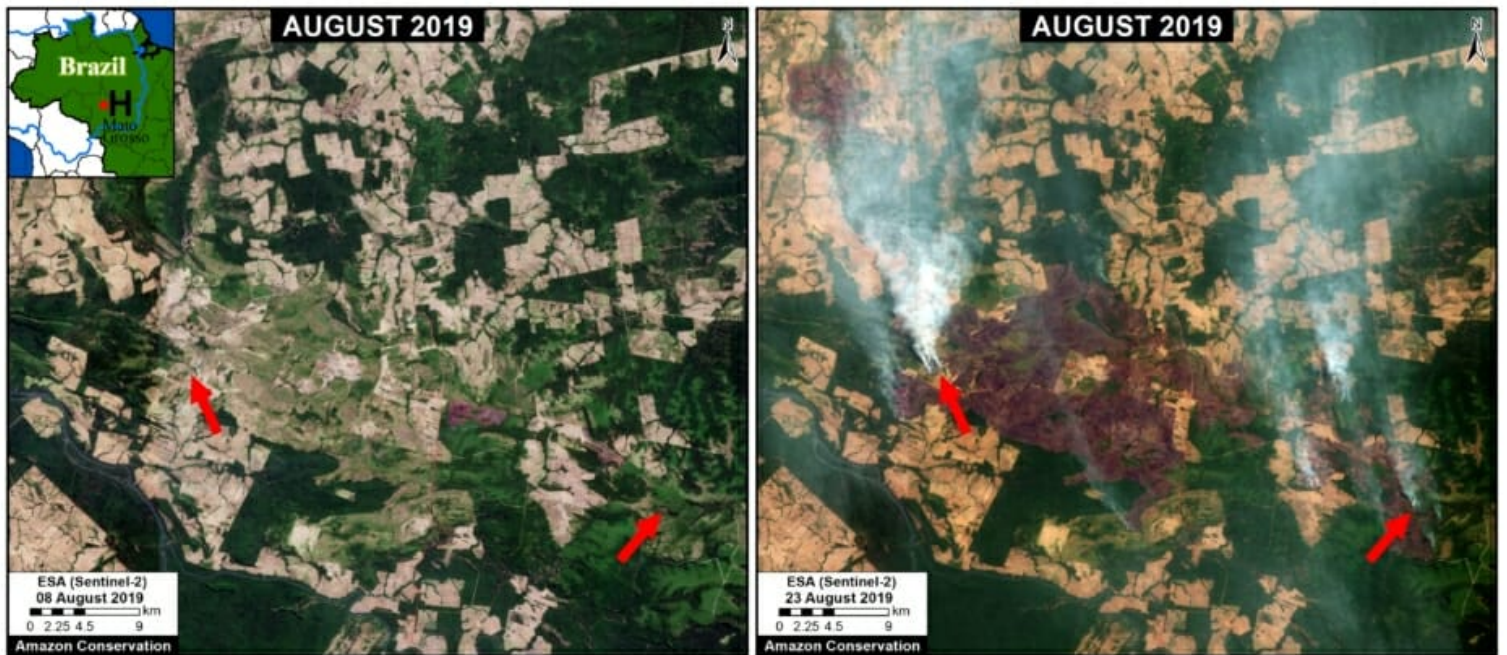 AUGUST 2019
Brazil
H
Mato
Grosso
N
ESA (Sentinel-2)
08 August 2019
km
0 2.25 4.5 9
Amazon Conservation
AUGUST 2019
N
ESA (Sentinel-2)
23 August 2019
km
0 2.25 4.5 9
Amazon Conservation